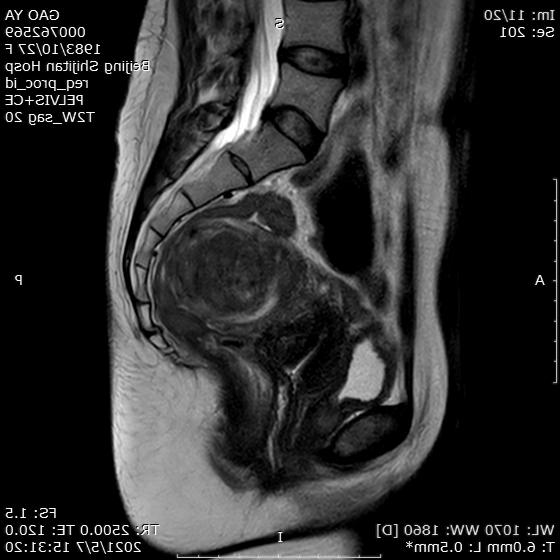 GAO YA
000762569
1983/10/27 F
Beijing Shijitan Hosp
req_proc_id
PELVIS+CE
T2W_sag 20
Im: 11/20
Se: 201
S
P
A
I
FS: 1.5
TR: 2500.0 TE: 120.0
2021/5/7 15:31:20
WL: 1070 WW: 1860 [D]
T: 6.0mm L: 0.5mm*